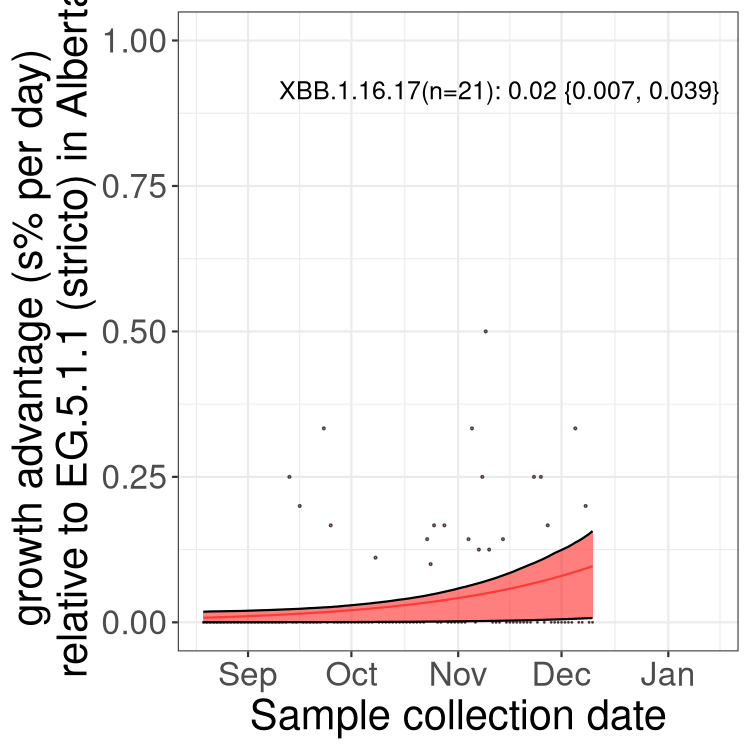 growth advantage (s% per day)
relative to EG.5.1.1 (stricto) in Alberta
1.00
0.75
0.50
0.25
0.00
XBB.1.16.17(n=21): 0.02 {0.007, 0.039}
Sep Oct Nov Dec Jan
Sample collection date